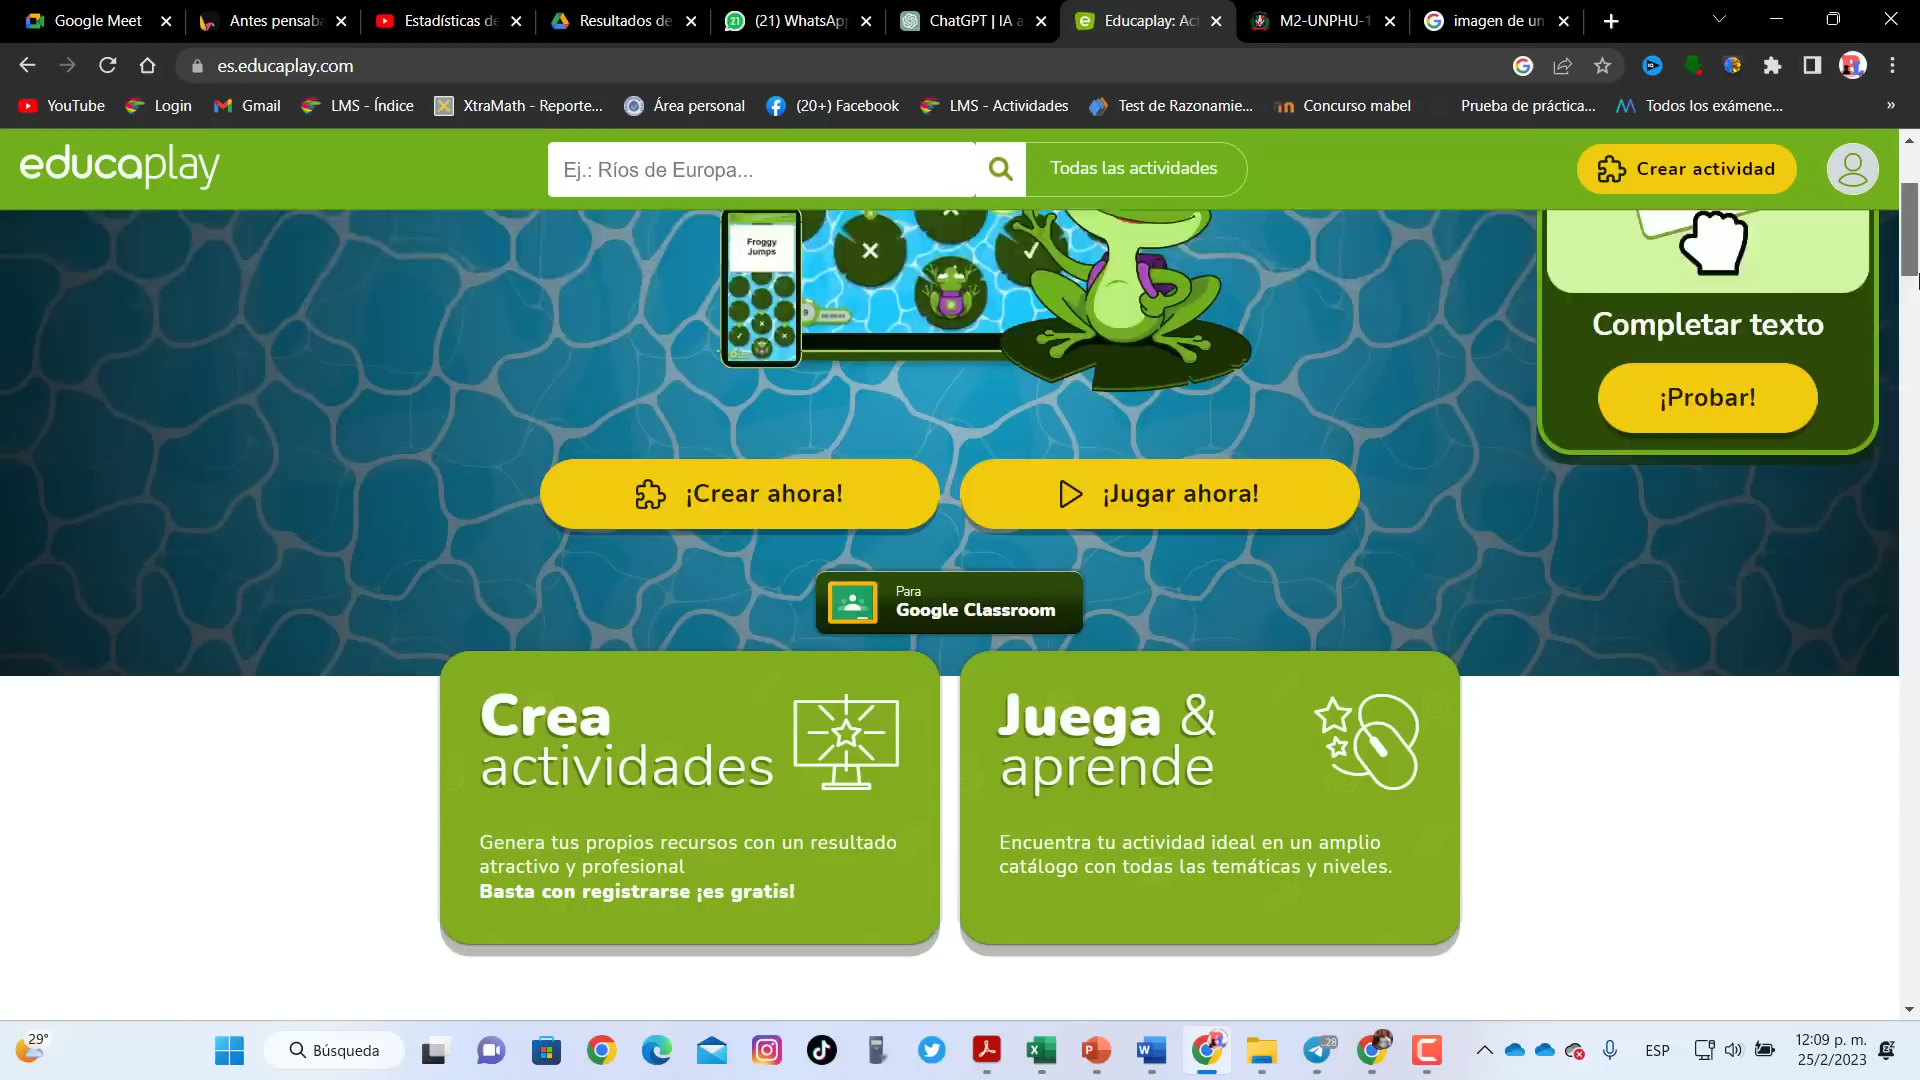 Google Meet
Antes pensaba
Estadísticas de
Resultados de
(21) WhatsApp
ChatGPT | IA a
Educaplay: Act
M2-UNPHU-1
imagen de un
es.educaplay.com
YouTube
Login
Gmail
LMS - Índice
XtraMath - Reporte...
Área personal
(20+) Facebook
LMS - Actividades
Test de Razonamie...
Concurso mabel
Prueba de práctica...
Todos los exámene...
»
educaplay
Ej.: Ríos de Europa...
Todas las actividades
Crear actividad
Froggy
Jumps
Completar texto
¡Probar!
¡Crear ahora!
¡Jugar ahora!
Para
Google Classroom
Crea
actividades
Genera tus propios recursos con un resultado
atractivo y profesional
Basta con registrarse ¡es gratis!
Juega &
aprende
Encuentra tu actividad ideal en un amplio
catálogo con todas las temáticas y niveles.
29°
Búsqueda
28
ESP
12:09 p. m.
25/2/2023